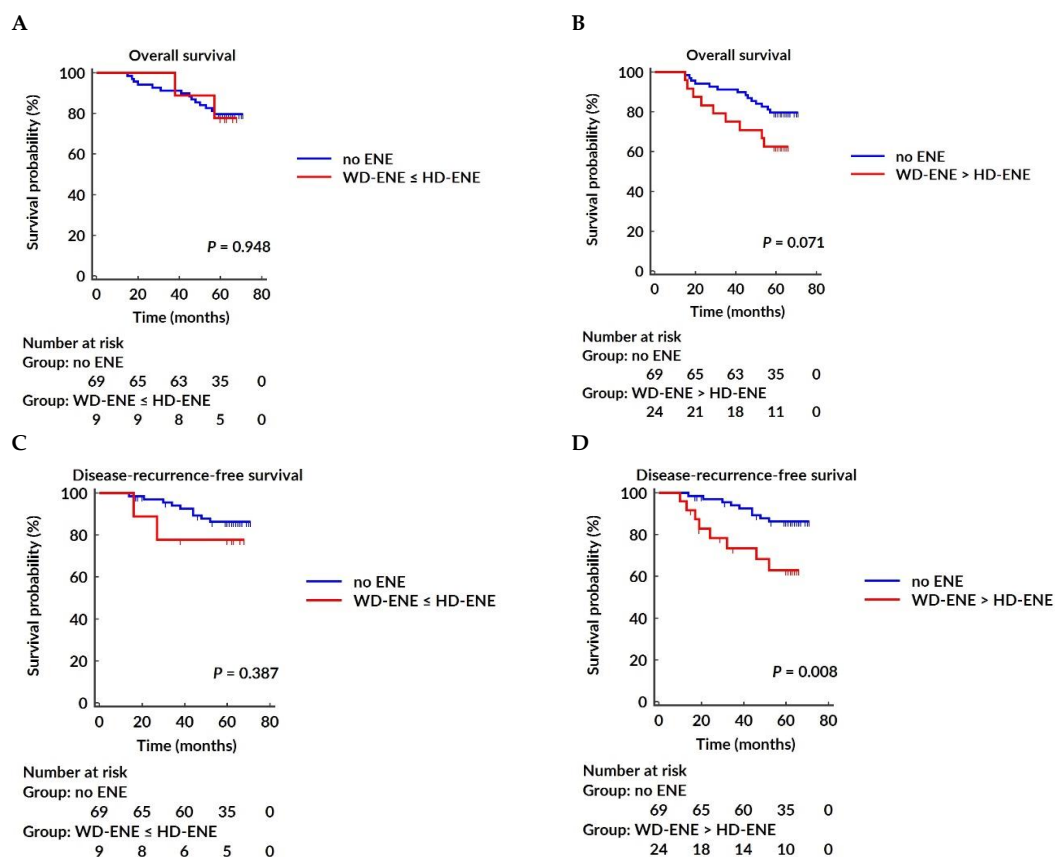 A
Overall survival
Survival probability (%)
100
80
60
40
20
0
0 20 40 60 80
Time (months)
no ENE
WD-ENE ≤ HD-ENE
P = 0.948
Number at risk
Group: no ENE
69 65 63 35 0
Group: WD-ENE ≤ HD-ENE
9 9 8 5 0
B
Overall survival
Survival probability (%)
100
80
60
40
20
0
0 20 40 60 80
Time (months)
no ENE
WD-ENE > HD-ENE
P = 0.071
Number at risk
Group: no ENE
69 65 63 35 0
Group: WD-ENE > HD-ENE
24 21 18 11 0
C
Disease-recurrence-free survival
Survival probability (%)
100
80
60
40
20
0
0 20 40 60 80
Time (months)
no ENE
WD-ENE ≤ HD-ENE
P = 0.387
Number at risk
Group: no ENE
69 65 60 35 0
Group: WD-ENE ≤ HD-ENE
9 8 6 5 0
D
Disease-recurrence-free surival
Survival probability (%)
100
80
60
40
20
0
0 20 40 60 80
Time (months)
no ENE
WD-ENE > HD-ENE
P = 0.008
Number at risk
Group: no ENE
69 65 60 35 0
Group: WD-ENE > HD-ENE
24 18 14 10 0